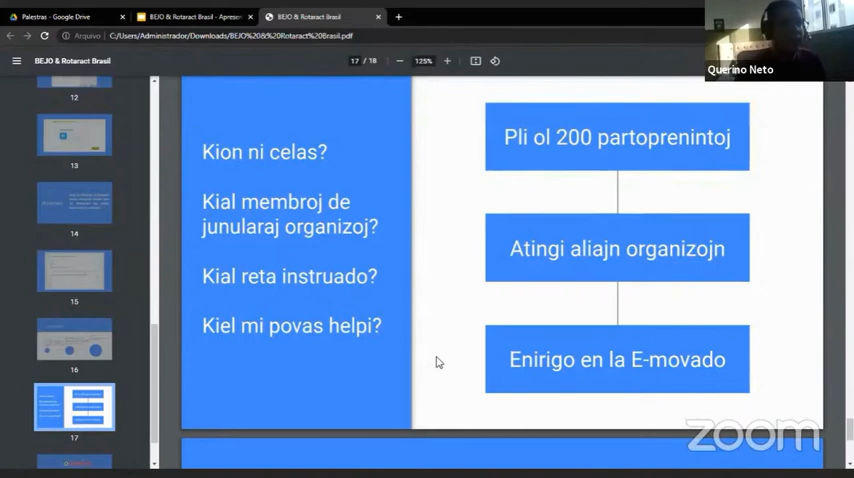 Palestras - Google Drive
BEJO & Rotaract Brasil - Aprese
BEJO & Rotaract Brasil
Arquivo
C:/Users/Administrador/Downloads/BEJO%20&%20Rotaract%20Brasil.pdf
BEJO & Rotaract Brasil
17 / 18
125%
Querino Neto
12
13
14
15
16
17
Kion ni celas?
Kial membroj de
junularaj organizoj?
Kial reta instruado?
Kiel mi povas helpi?
Pli ol 200 partoprenintoj
Atingi aliajn organizojn
Enirigo en la E-movado
zoom